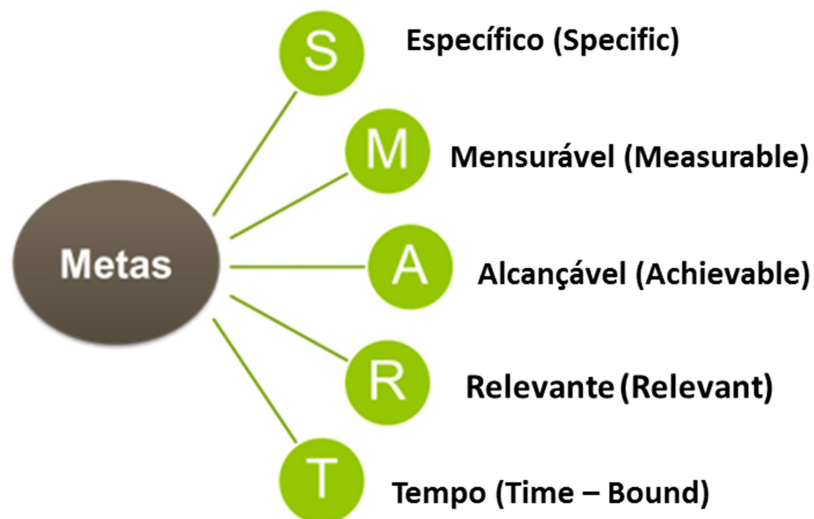 S
Específico (Specific)
M
Mensurável (Measurable)
Metas
A
Alcançável (Achievable)
R
Relevante (Relevant)
T
Tempo (Time – Bound)